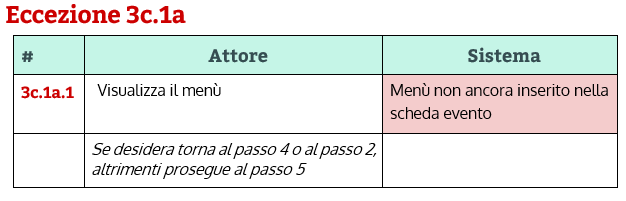 Eccezione 3c.1a
# Attore Sistema
3c.1a.1 Visualizza il menù Menù non ancora inserito nella
scheda evento
Se desidera torna al passo 4 o al passo 2,
altrimenti prosegue al passo 5